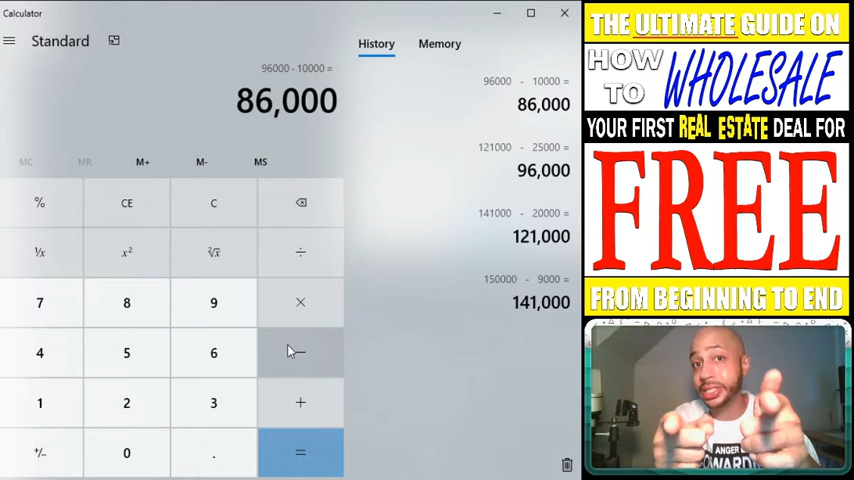 Calculator
Standard
96000 - 10000 =
86,000
MC MR M+ M- MS
% CE C
¹/x x² ²√x ÷
7 8 9 ×
4 5 6 −
1 2 3 +
+/− 0 . =
History Memory
96000 - 10000 =
86,000
121000 - 25000 =
96,000
141000 - 20000 =
121,000
150000 - 9000 =
141,000
THE ULTIMATE GUIDE ON
HOW
TO
WHOLESALE
YOUR FIRST REAL ESTATE DEAL FOR
FREE
FROM BEGINNING TO END
ANGER